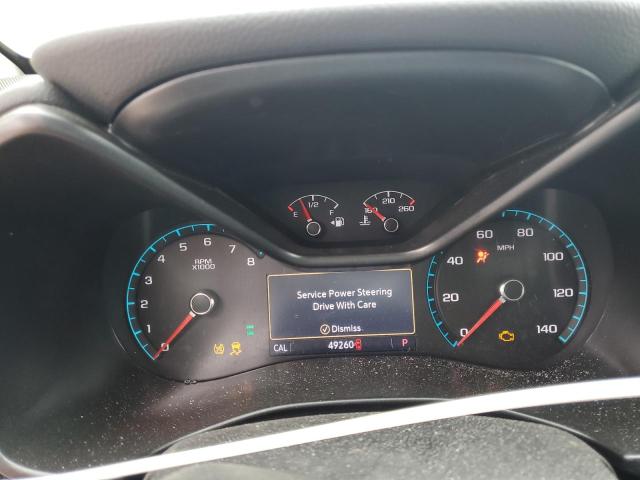 E 1/2 F
160 210 260
RPM
X1000
0 1 2 3 4 5 6 7 8
MPH
0 20 40 60 80 100 120 140
Service Power Steering
Drive With Care
Dismiss
CAL 49260 P